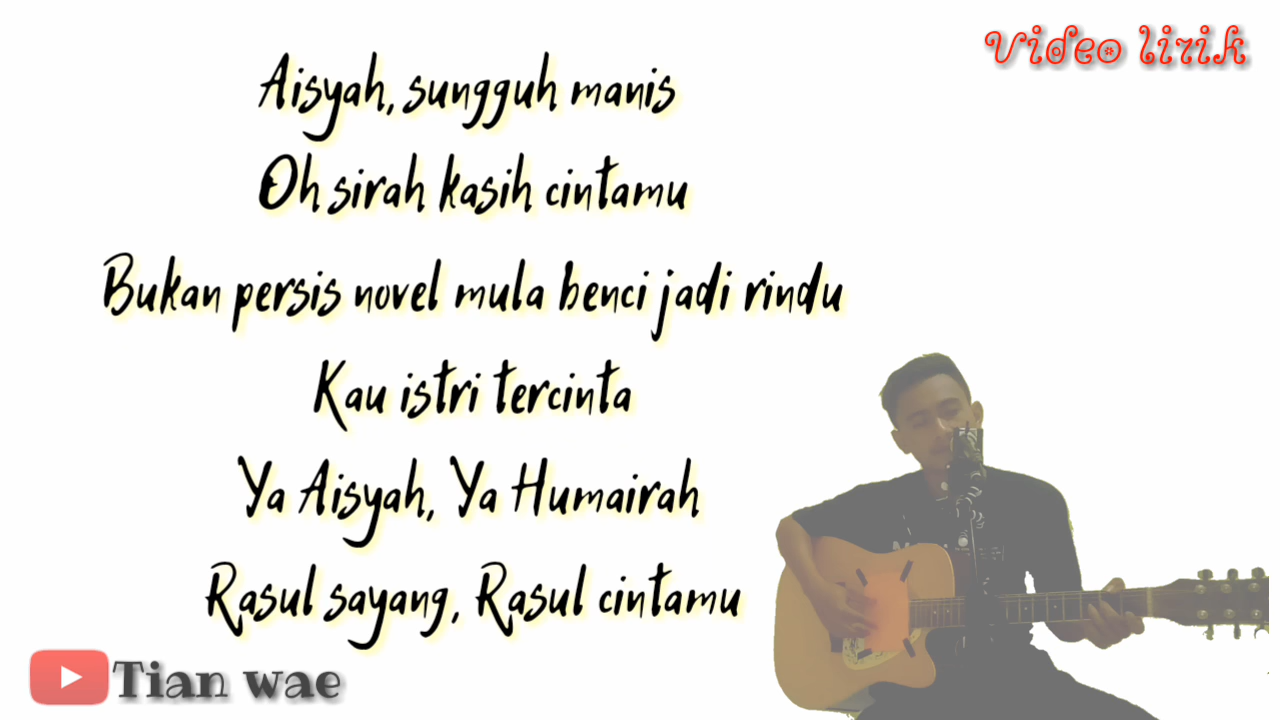 Video lirik
Aisyah, sungguh manis
Oh sirah kasih cintamu
Bukan persis novel mula benci jadi rindu
Kau istri tercinta
Ya Aisyah, Ya Humairah
Rasul sayang, Rasul cintamu
Tian wae